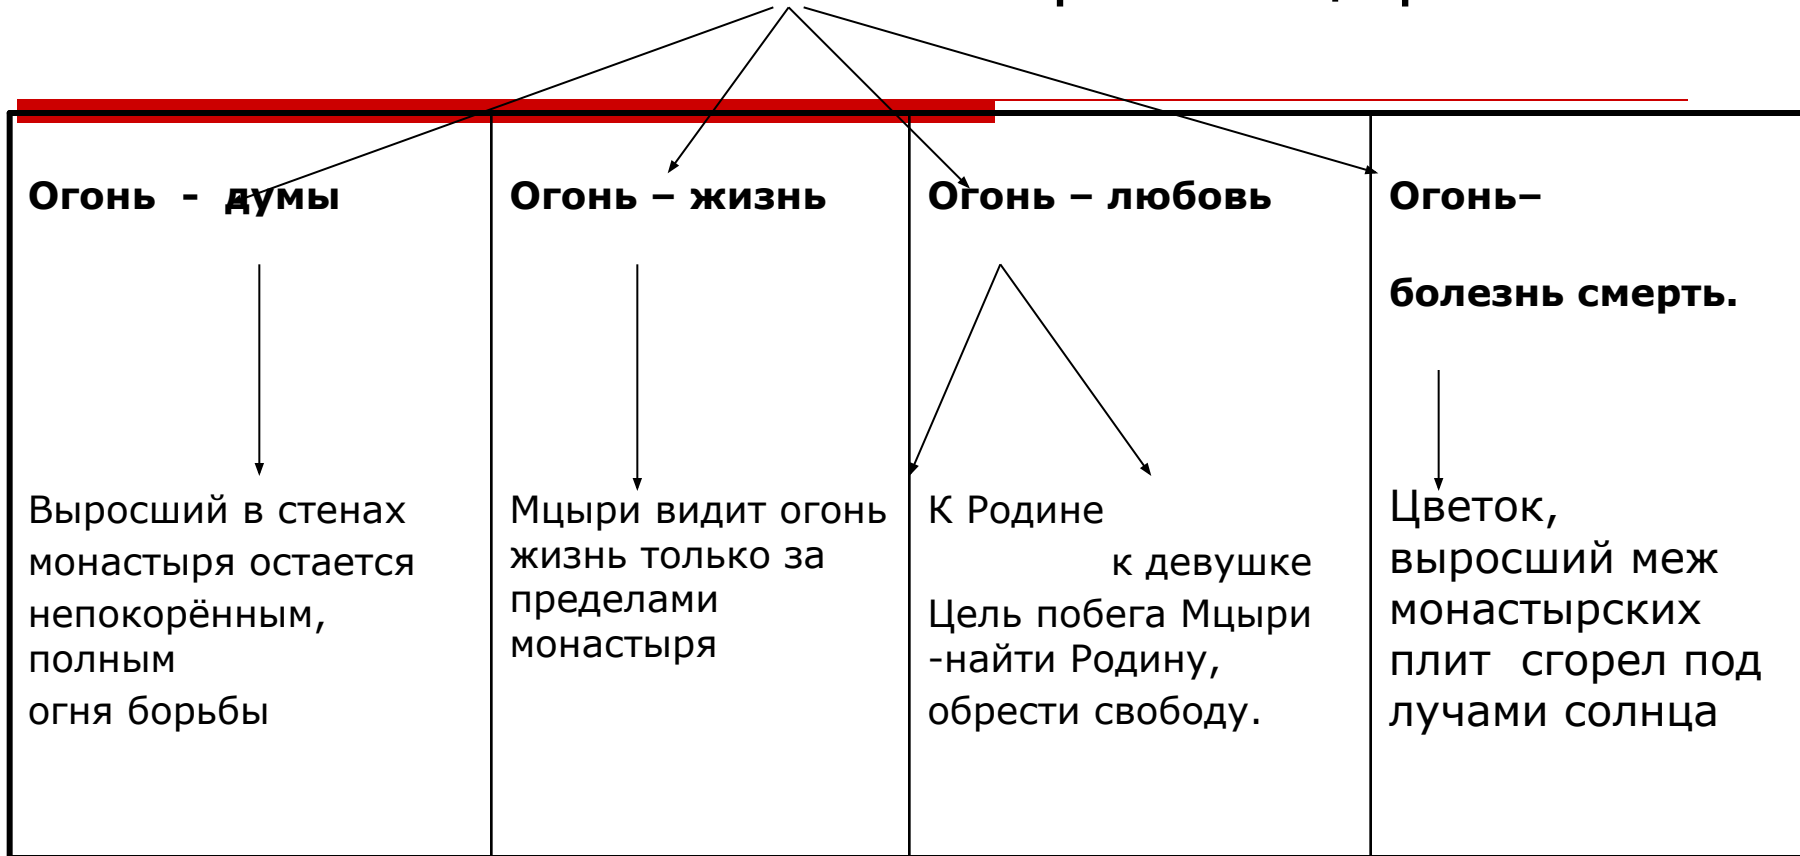 Огонь - думы
Огонь – жизнь
Огонь – любовь
Огонь–
болезнь смерть.
Выросший в стенах
монастыря остается
непокорённым,
полным
огня борьбы
Мцыри видит огонь
жизнь только за
пределами
монастыря
К Родине
к девушке
Цель побега Мцыри
-найти Родину,
обрести свободу.
Цветок,
выросший меж
монастырских
плит сгорел под
лучами солнца